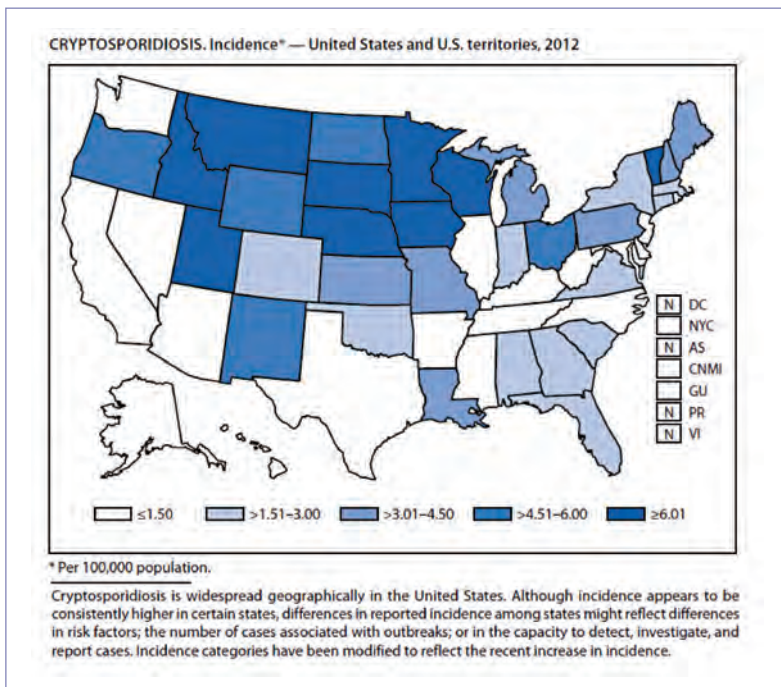 CRYPTOSPORIDIOSIS. Incidence* — United States and U.S. territories, 2012
N DC
NYC
N AS
CNMI
GU
N PR
N VI
≤1.50 >1.51–3.00 >3.01–4.50 >4.51–6.00 ≥6.01
* Per 100,000 population.
Cryptosporidiosis is widespread geographically in the United States. Although incidence appears to be
consistently higher in certain states, differences in reported incidence among states might reflect differences
in risk factors; the number of cases associated with outbreaks; or in the capacity to detect, investigate, and
report cases. Incidence categories have been modified to reflect the recent increase in incidence.